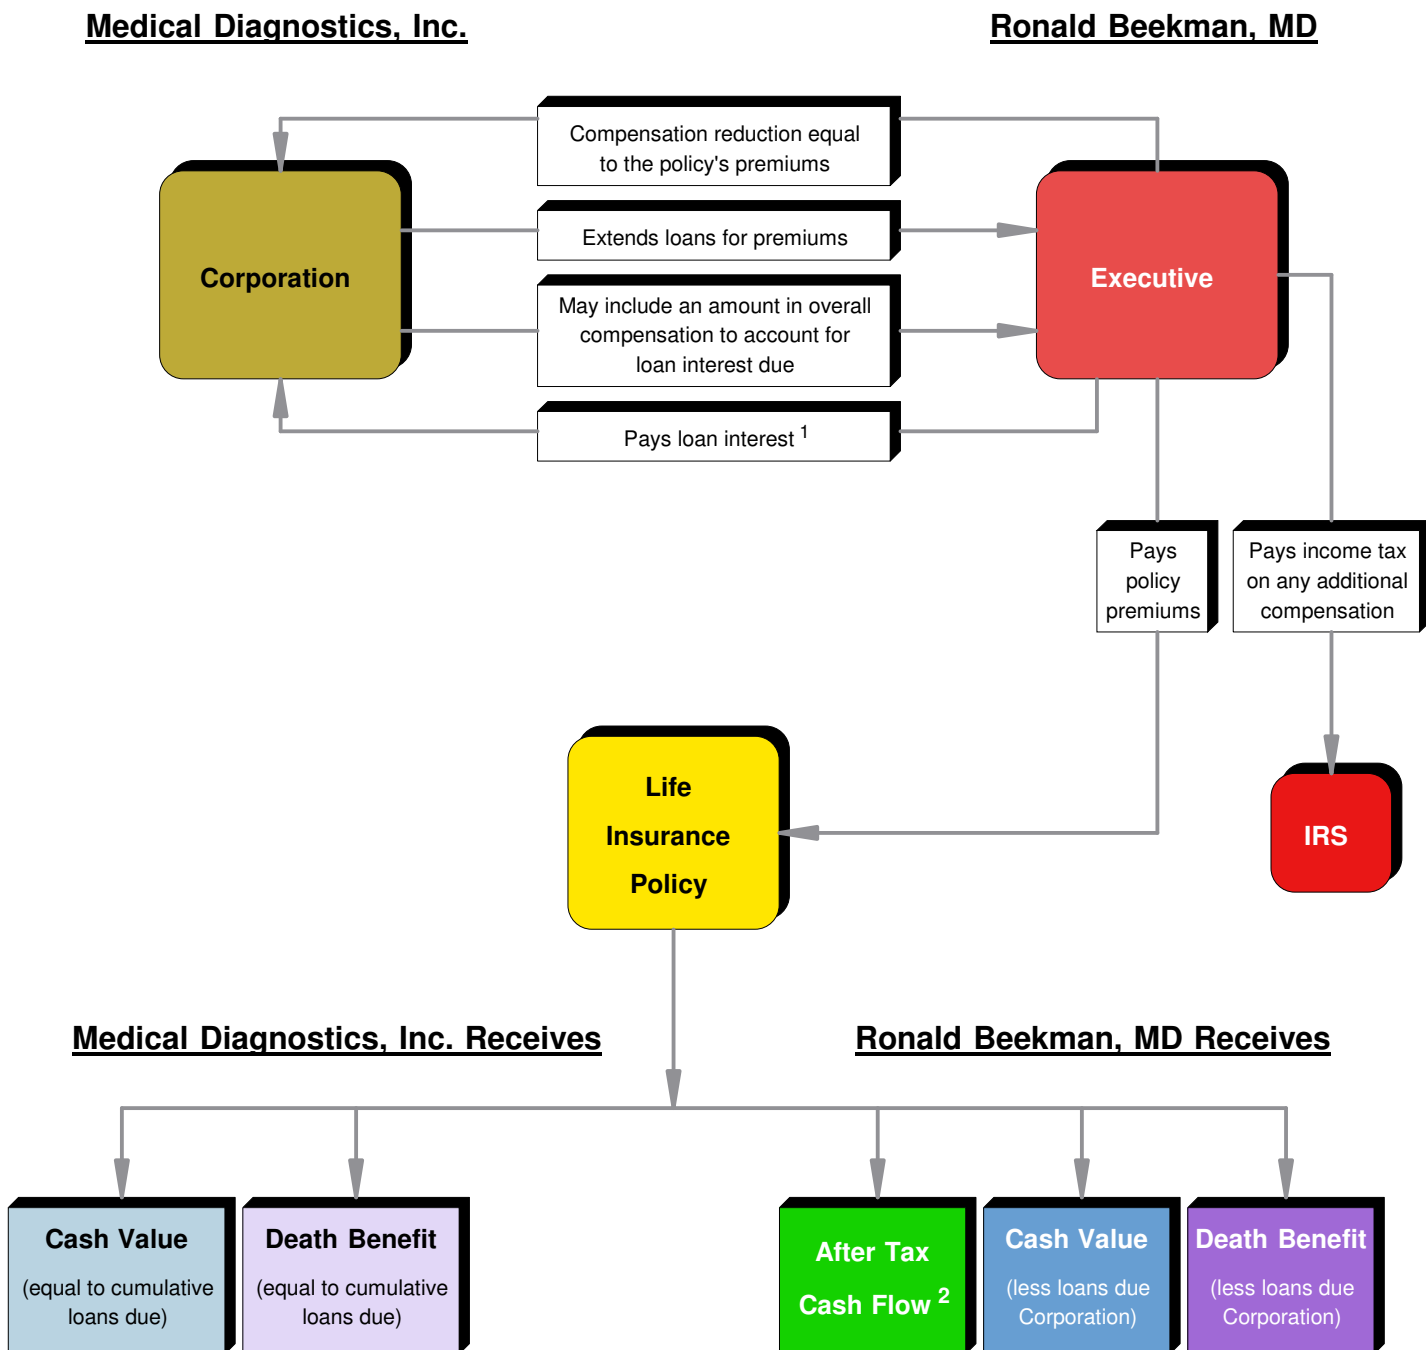 Medical Diagnostics, Inc.
Ronald Beekman, MD
Compensation reduction equal
to the policy's premiums
Extends loans for premiums
Corporation
Executive
May include an amount in overall
compensation to account for
loan interest due
Pays loan interest 1
Pays
policy
premiums
Pays income tax
on any additional
compensation
Life
Insurance
Policy
IRS
Medical Diagnostics, Inc. Receives
Ronald Beekman, MD Receives
Cash Value
(equal to cumulative
loans due)
Death Benefit
(equal to cumulative
loans due)
After Tax
Cash Flow 2
Cash Value
(less loans due
Corporation)
Death Benefit
(less loans due
Corporation)